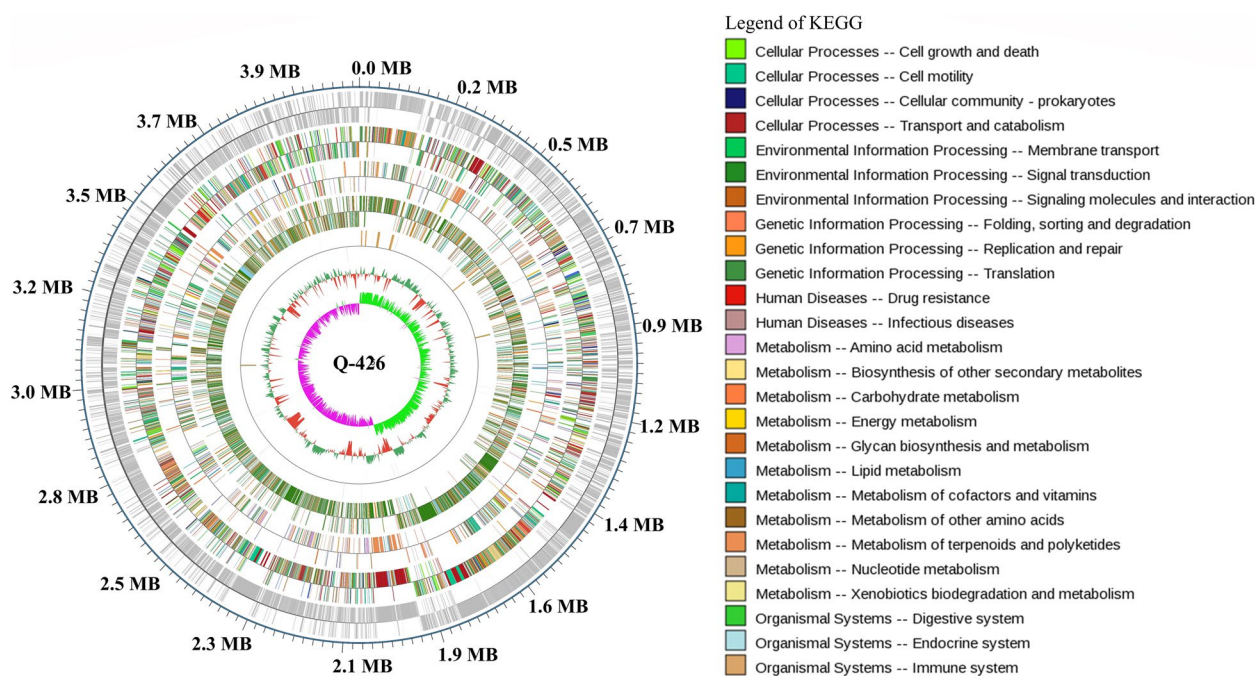 0.0 MB
0.2 MB
0.5 MB
0.7 MB
0.9 MB
1.2 MB
1.4 MB
1.6 MB
1.9 MB
2.1 MB
2.3 MB
2.5 MB
2.8 MB
3.0 MB
3.2 MB
3.5 MB
3.7 MB
3.9 MB
Q-426
Legend of KEGG
Cellular Processes -- Cell growth and death
Cellular Processes -- Cell motility
Cellular Processes -- Cellular community - prokaryotes
Cellular Processes -- Transport and catabolism
Environmental Information Processing -- Membrane transport
Environmental Information Processing -- Signal transduction
Environmental Information Processing -- Signaling molecules and interaction
Genetic Information Processing -- Folding, sorting and degradation
Genetic Information Processing -- Replication and repair
Genetic Information Processing -- Translation
Human Diseases -- Drug resistance
Human Diseases -- Infectious diseases
Metabolism -- Amino acid metabolism
Metabolism -- Biosynthesis of other secondary metabolites
Metabolism -- Carbohydrate metabolism
Metabolism -- Energy metabolism
Metabolism -- Glycan biosynthesis and metabolism
Metabolism -- Lipid metabolism
Metabolism -- Metabolism of cofactors and vitamins
Metabolism -- Metabolism of other amino acids
Metabolism -- Metabolism of terpenoids and polyketides
Metabolism -- Nucleotide metabolism
Metabolism -- Xenobiotics biodegradation and metabolism
Organismal Systems -- Digestive system
Organismal Systems -- Endocrine system
Organismal Systems -- Immune system